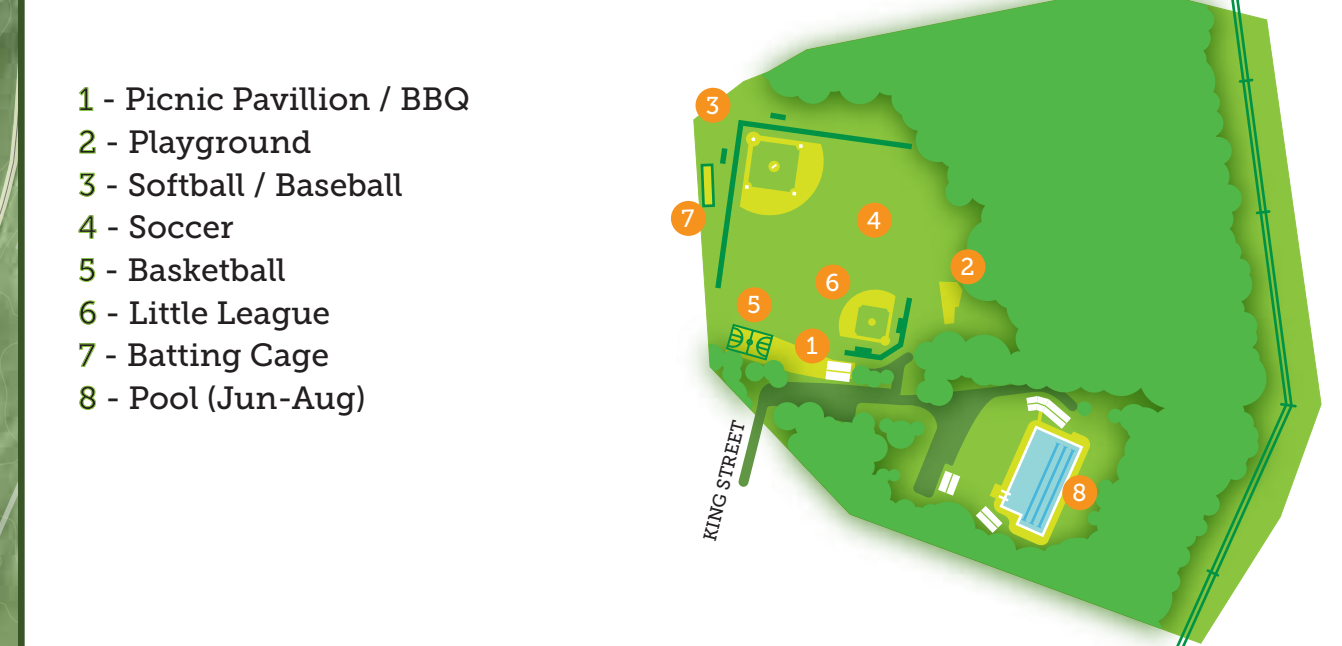 1 - Picnic Pavillion / BBQ
2 - Playground
3 - Softball / Baseball
4 - Soccer
5 - Basketball
6 - Little League
7 - Batting Cage
8 - Pool (Jun-Aug)
3
7
4
2
6
5
1
8
KING STREET